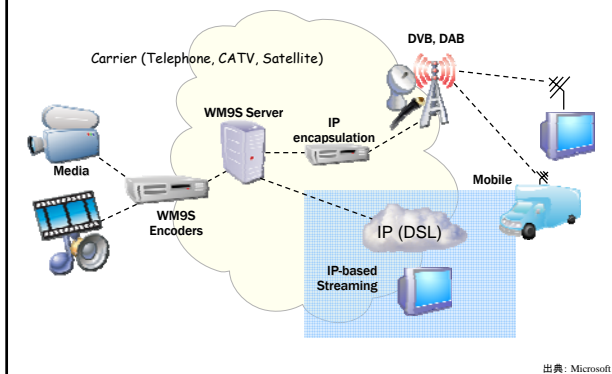 Carrier (Telephone, CATV, Satellite)
DVB, DAB
WM9S Server
IP
encapsulation
Media
WM9S
Encoders
Mobile
IP (DSL)
IP-based
Streaming
出典: Microsoft